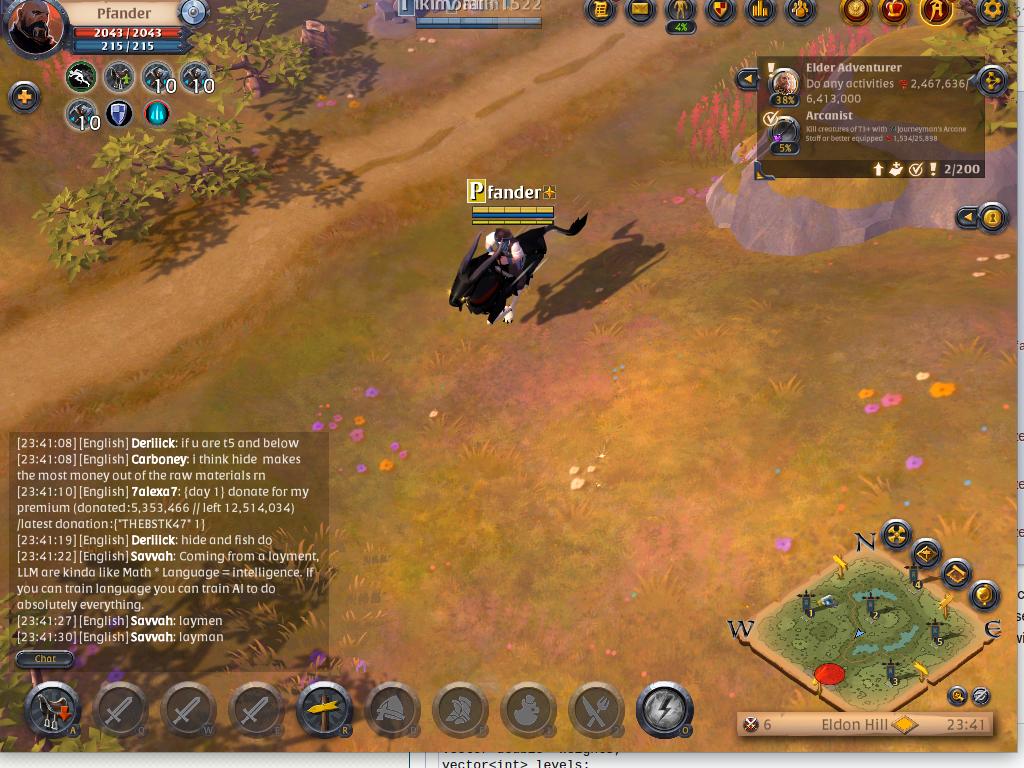 Pfander
2043 / 2043
215 / 215
10
10
10
4%
Elder Adventurer
Do any activities 2,467,636/
6,413,000
38%
Arcanist
Kill creatures of T3+ with Journeyman's Arcane
Staff or better equipped 1,534/25,898
5%
2/200
Pfander
[23:41:08] [English] Deriick: if u are t5 and below
[23:41:08] [English] Carboney: i think hide makes
the most money out of the raw materials rn
[23:41:10] [English] 7alexa7: {day 1} donate for my
premium (donated:5,353,466 // left 12,514,034)
/latest donation:{"THEBSTK47" 1}
[23:41:19] [English] Deriick: hide and fish do
[23:41:22] [English] Savvah: Coming from a layment,
LLM are kinda like Math * Language = intelligence. If
you can train language you can train AI to do
absolutely everything.
[23:41:27] [English] Savvah: laymen
[23:41:30] [English] Savvah: layman
Chat
N
W
E
1
2
3
4
5
A
Q
W
E
R
6
Eldon Hill
23:41
vector<int> levels;